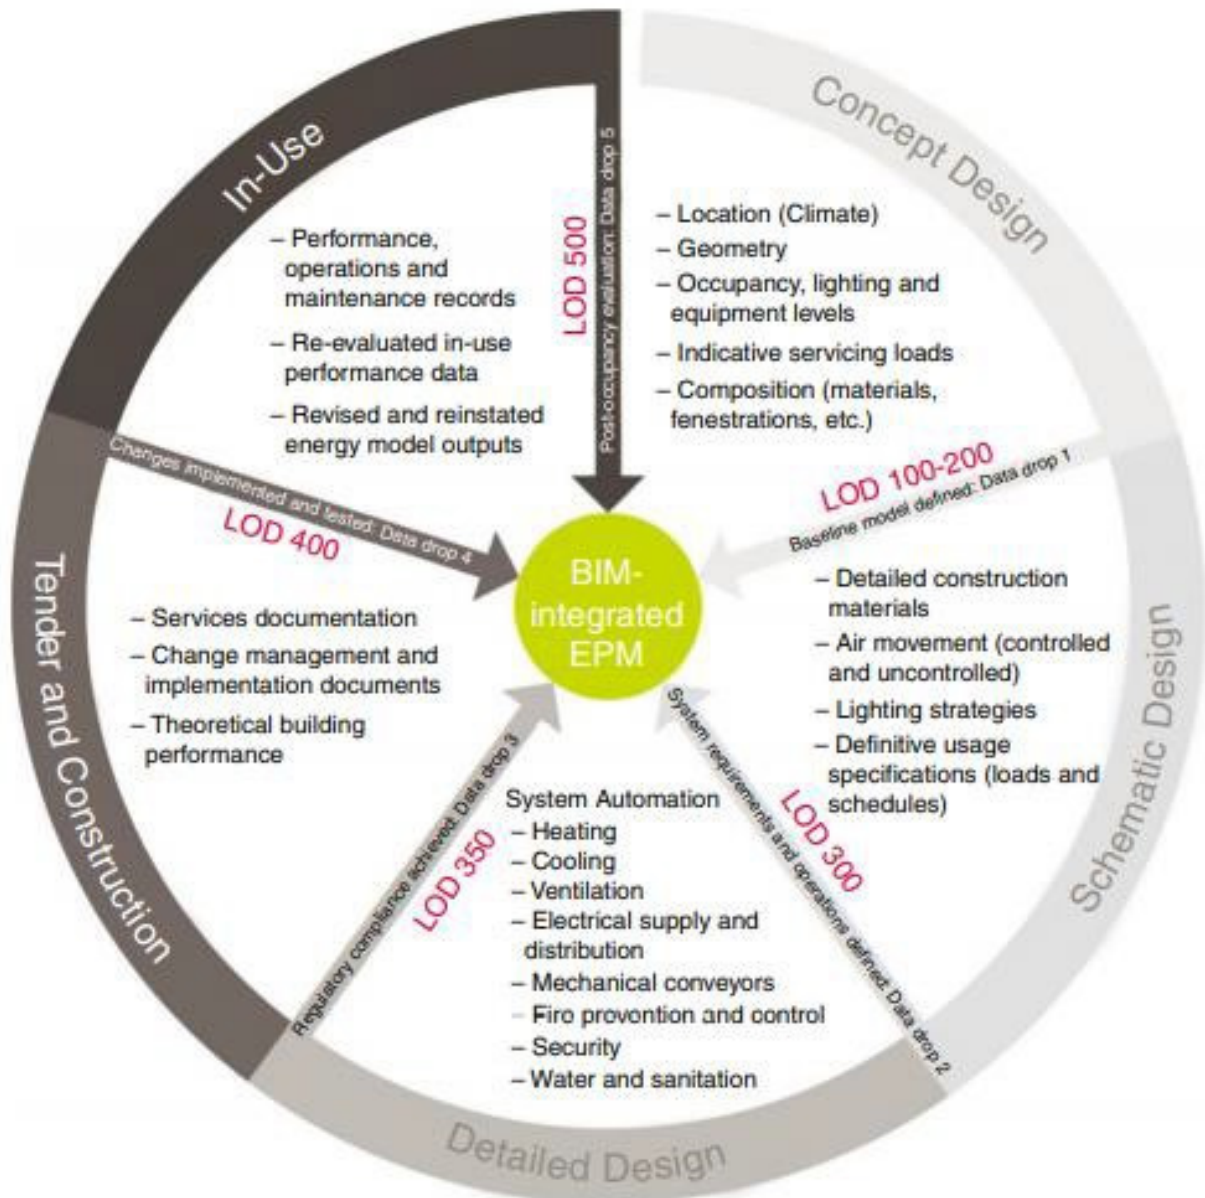 Concept Design
– Location (Climate)
– Geometry
– Occupancy, lighting and
equipment levels
– Indicative servicing loads
– Composition (materials,
fenestrations, etc.)
LOD 100-200
Baseline model defined: Data drop 1
Schematic Design
– Detailed construction
materials
– Air movement (controlled
and uncontrolled)
– Lighting strategies
– Definitive usage
specifications (loads and
schedules)
LOD 300
System requirements and operations defined: Data drop 2
Detailed Design
System Automation
– Heating
– Cooling
– Ventilation
– Electrical supply and
distribution
– Mechanical conveyors
– Firo provontion and control
– Security
– Water and sanitation
LOD 350
Regulatory compliance achieved: Data drop 3
Tender and Construction
– Services documentation
– Change management and
implementation documents
– Theoretical building
performance
LOD 400
Changes implemented and tested: Data drop 4
In-Use
– Performance,
operations and
maintenance records
– Re-evaluated in-use
performance data
– Revised and reinstated
energy model outputs
LOD 500
Post-occupancy evaluation: Data drop 5
BIM-
integrated
EPM